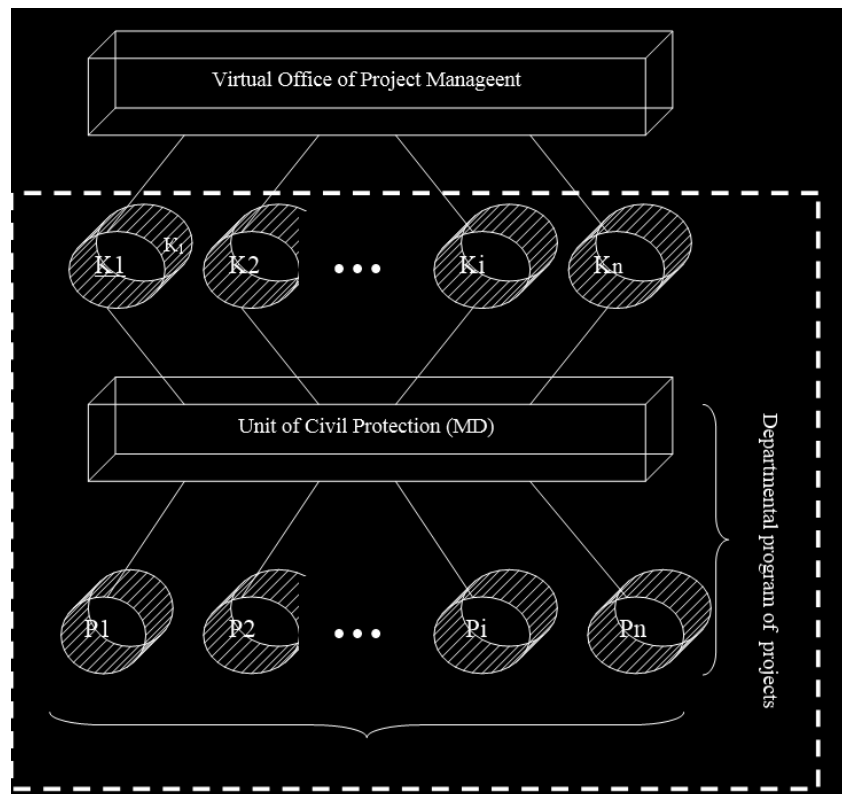 Virtual Office of Project Manageent
K1
K1
K2
•••
Ki
Kn
Unit of Civil Protection (MD)
Departmental program of projects
P1
P2
•••
Pi
Pn